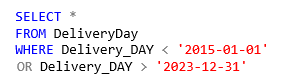 SELECT *
FROM DeliveryDay
WHERE Delivery_DAY < '2015-01-01'
OR Delivery_DAY > '2023-12-31'